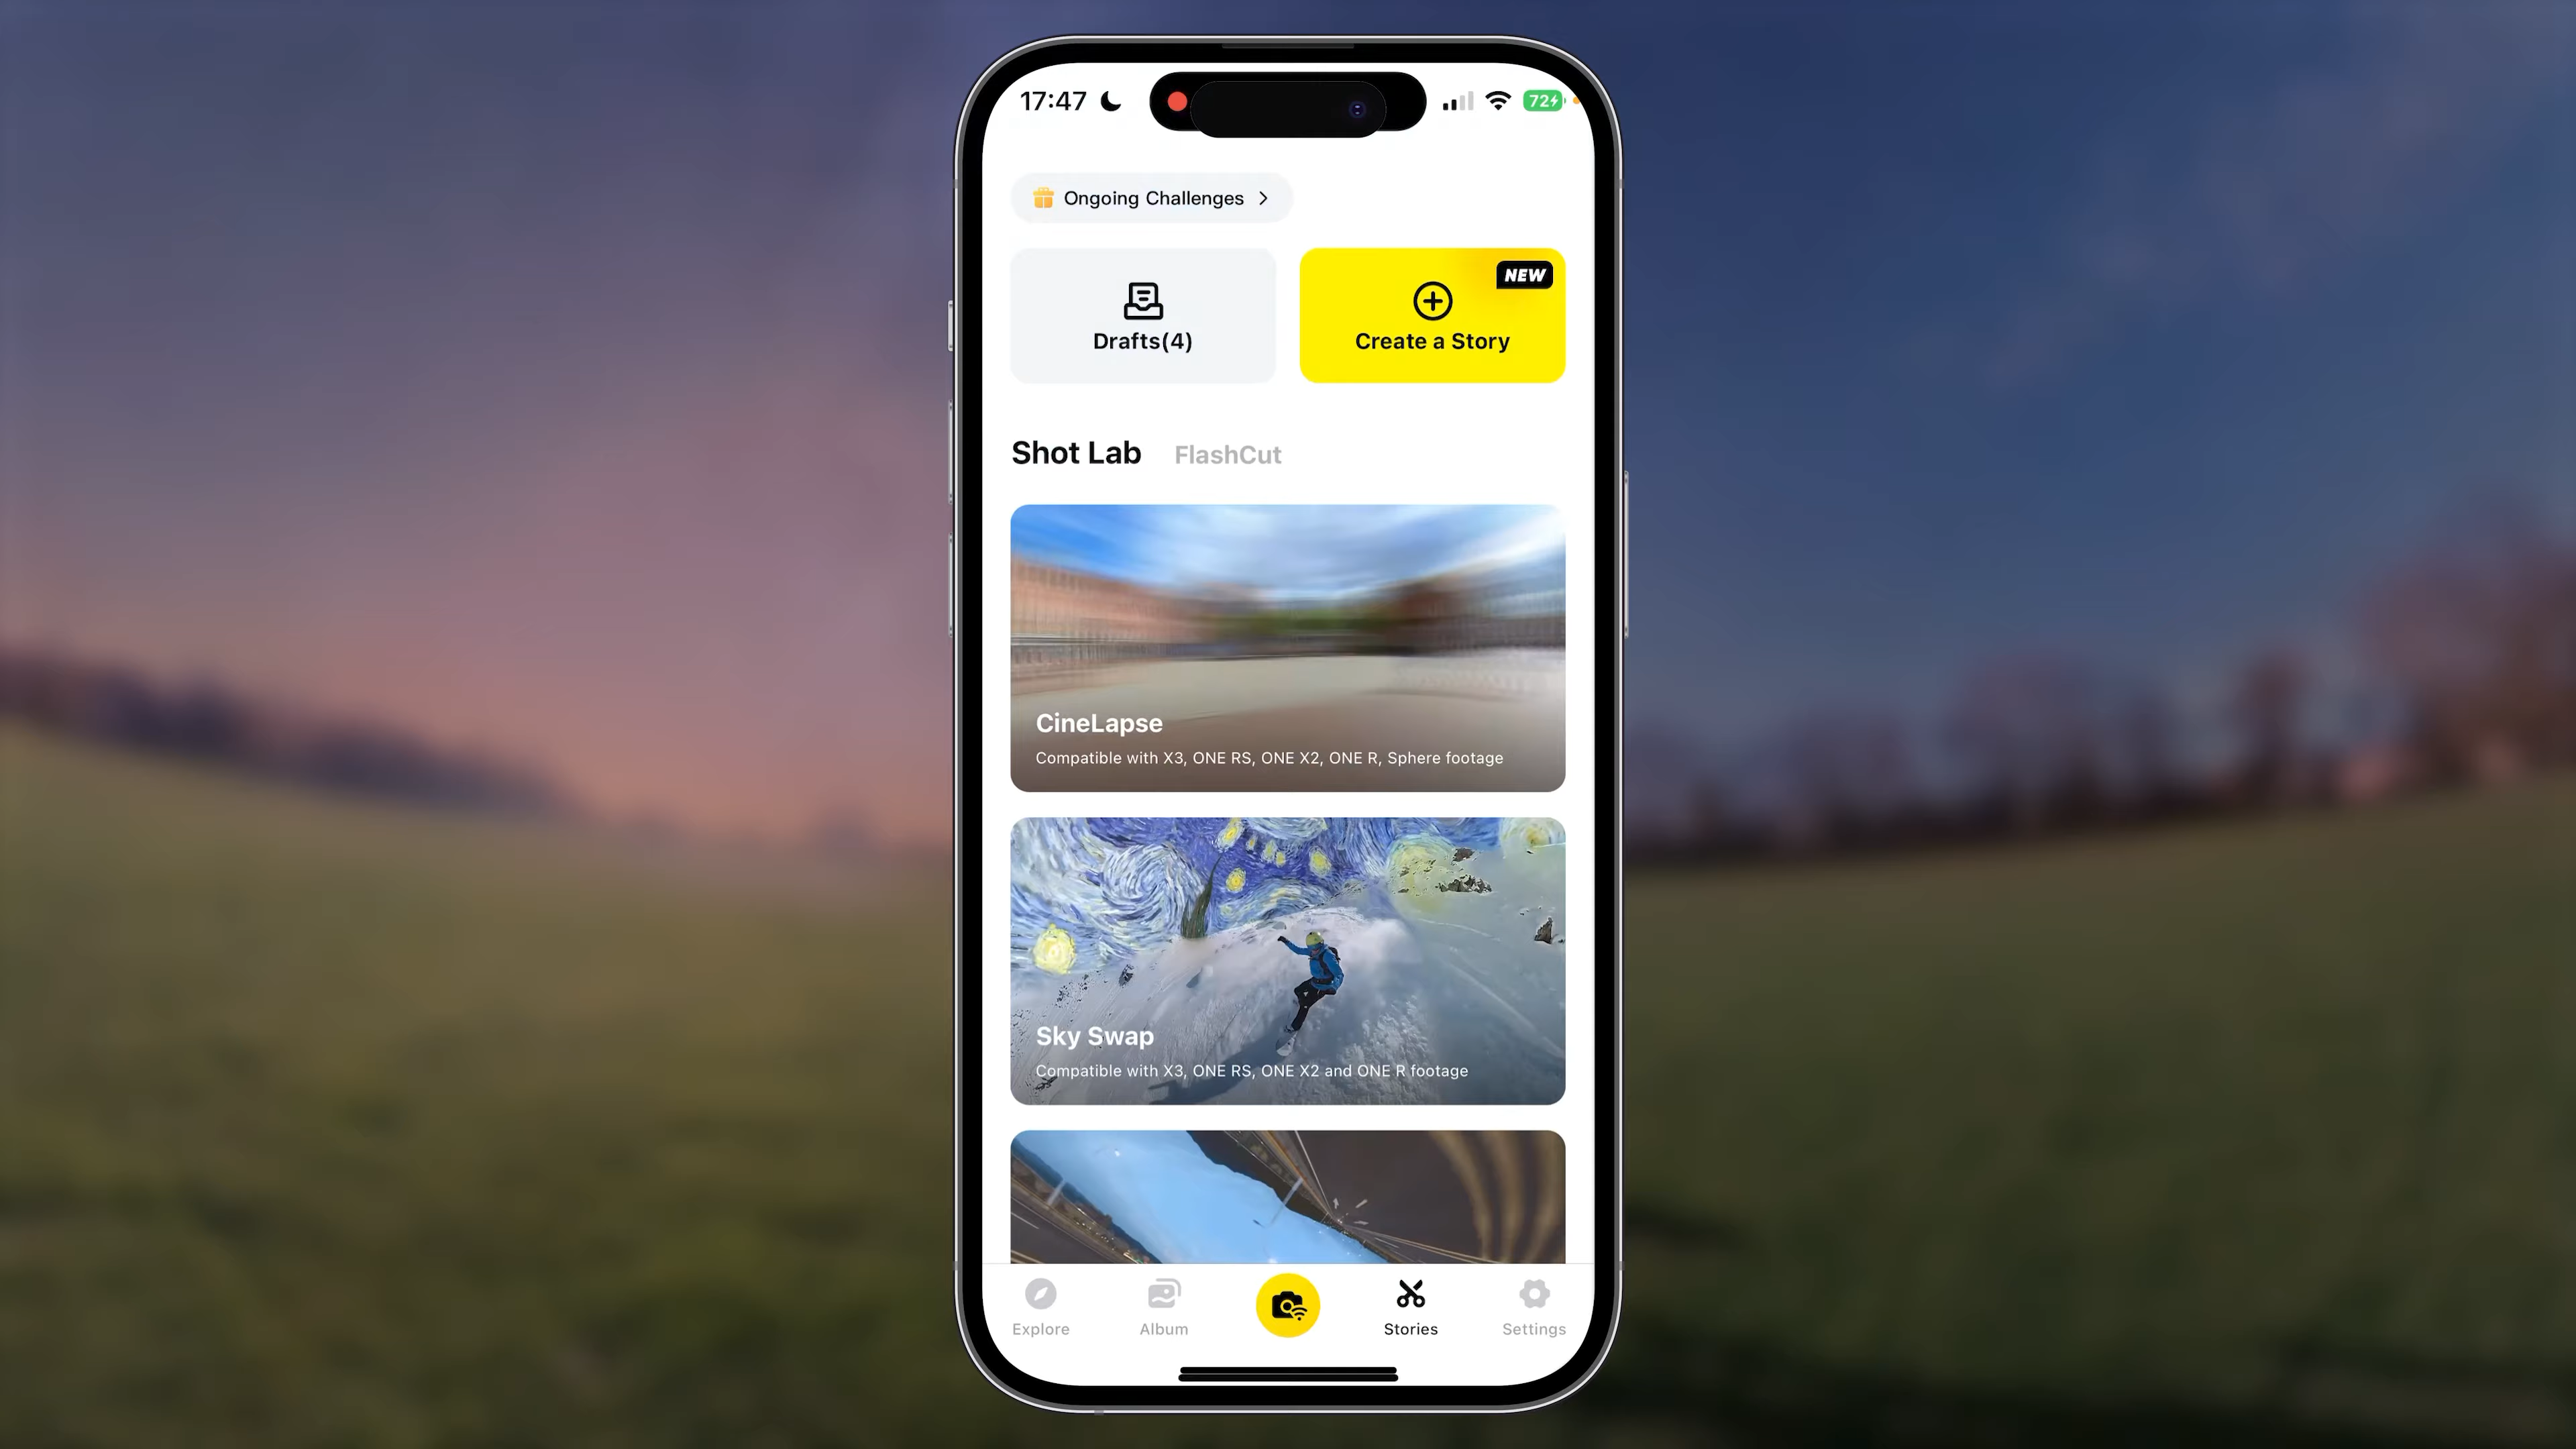 17:47
72
Ongoing Challenges
Drafts(4)
NEW
Create a Story
Shot Lab
FlashCut
CineLapse
Compatible with X3, ONE RS, ONE X2, ONE R, Sphere footage
Sky Swap
Compatible with X3, ONE RS, ONE X2 and ONE R footage
Explore
Album
Stories
Settings